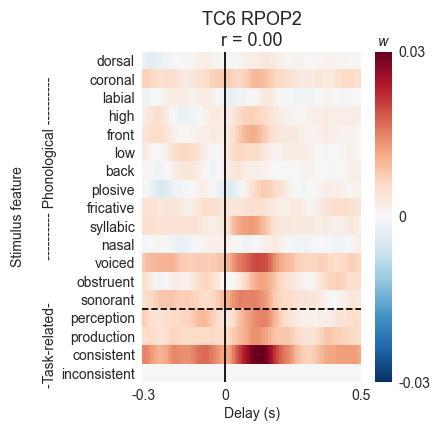 TC6 RPOP2
r = 0.00
w
dorsal
coronal
labial
high
front
low
back
plosive
fricative
syllabic
nasal
voiced
obstruent
sonorant
perception
production
consistent
inconsistent
Stimulus feature
-Task-related- ----------- Phonological ----------
-0.3
0
0.5
Delay (s)
0.03
0
-0.03